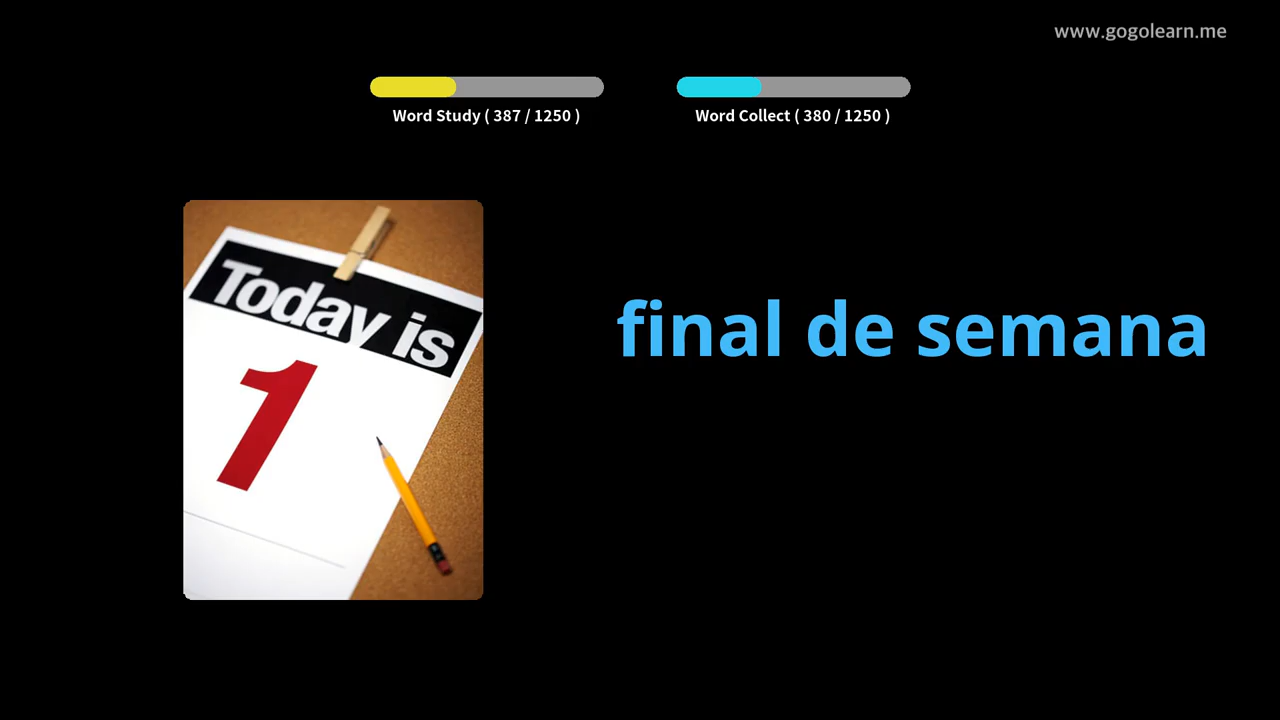 www.gogolearn.me
Word Study ( 387 / 1250 )
Word Collect ( 380 / 1250 )
Today is
1
final de semana